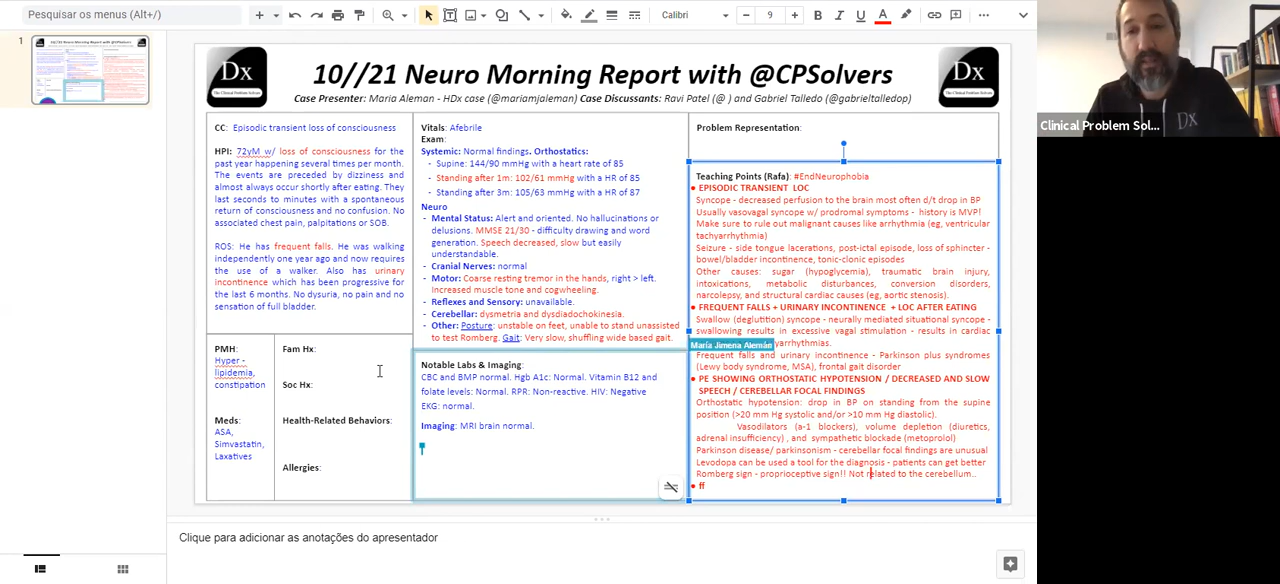 Pesquisar os menus (Alt+/)
Calibri
9
B I U A
1
Dx
The Clinical Problem Solvers
10//21 Neuro Morning Report with @CPSolvers
Case Presenter: Maria Aleman - HDx case (@mariamjaleman) Case Discussants: Ravi Patel (@ ) and Gabriel Talledo (@gabrieltalledop)
Dx
CC: Episodic transient loss of consciousness
HPI: 72yM w/ loss of consciousness for the
past year happening several times per month.
The events are preceded by dizziness and
almost always occur shortly after eating. They
last seconds to minutes with a spontaneous
return of consciousness and no confusion. No
associated chest pain, palpitations or SOB.
ROS: He has frequent falls. He was walking
independently one year ago and now requires
the use of a walker. Also has urinary
incontinence which has been progressive for
the last 6 months. No dysuria, no pain and no
sensation of full bladder.
PMH:
Hyper -
lipidemia,
constipation
Meds:
ASA,
Simvastatin,
Laxatives
Fam Hx:
Soc Hx:
Health-Related Behaviors:
Allergies:
Vitals: Afebrile
Exam:
Systemic: Normal findings. Orthostatics:
- Supine: 144/90 mmHg with a heart rate of 85
- Standing after 1m: 102/61 mmHg with a HR of 85
- Standing after 3m: 105/63 mmHg with a HR of 87
Neuro
- Mental Status: Alert and oriented. No hallucinations or
delusions. MMSE 21/30 - difficulty drawing and word
generation. Speech decreased, slow but easily
understandable.
- Cranial Nerves: normal
- Motor: Coarse resting tremor in the hands, right > left.
Increased muscle tone and cogwheeling.
- Reflexes and Sensory: unavailable.
- Cerebellar: dysmetria and dysdiadochokinesia.
- Other: Posture: unstable on feet, unable to stand unassisted
to test Romberg. Gait: Very slow, shuffling wide based gait.
Notable Labs & Imaging:
CBC and BMP normal. Hgb A1c: Normal. Vitamin B12 and
folate levels: Normal. RPR: Non-reactive. HIV: Negative
EKG: normal.
Imaging: MRI brain normal.
Problem Representation:
Teaching Points (Rafa): #EndNeurophobia
● EPISODIC TRANSIENT LOC
Syncope - decreased perfusion to the brain most often d/t drop in BP
Usually vasovagal syncope w/ prodromal symptoms - history is MVP!
Make sure to rule out malignant causes like arrhythmia (eg, ventricular
tachyarrhythmia)
Seizure - side tongue lacerations, post-ictal episode, loss of sphincter -
bowel/bladder incontinence, tonic-clonic episodes
Other causes: sugar (hypoglycemia), traumatic brain injury,
intoxications, metabolic disturbances, conversion disorders,
narcolepsy, and structural cardiac causes (eg, aortic stenosis).
● FREQUENT FALLS + URINARY INCONTINENCE + LOC AFTER EATING
Swallow (deglutition) syncope - neurally mediated situational syncope -
swallowing results in excessive vagal stimulation - results in cardiac
María Jimena Alemán
yarrhythmias.
Frequent falls and urinary incontinence - Parkinson plus syndromes
(Lewy body syndrome, MSA), frontal gait disorder
● PE SHOWING ORTHOSTATIC HYPOTENSION / DECREASED AND SLOW
SPEECH / CEREBELLAR FOCAL FINDINGS
Orthostatic hypotension: drop in BP on standing from the supine
position (>20 mm Hg systolic and/or >10 mm Hg diastolic).
Vasodilators (a-1 blockers), volume depletion (diuretics,
adrenal insufficiency) , and sympathetic blockade (metoprolol)
Parkinson disease/ parkinsonism - cerebellar focal findings are unusual
Levodopa can be used a tool for the diagnosis - patients can get better
Romberg sign - proprioceptive sign!! Not related to the cerebellum..
● ff
Clique para adicionar as anotações do apresentador
Clinical Problem Sol...